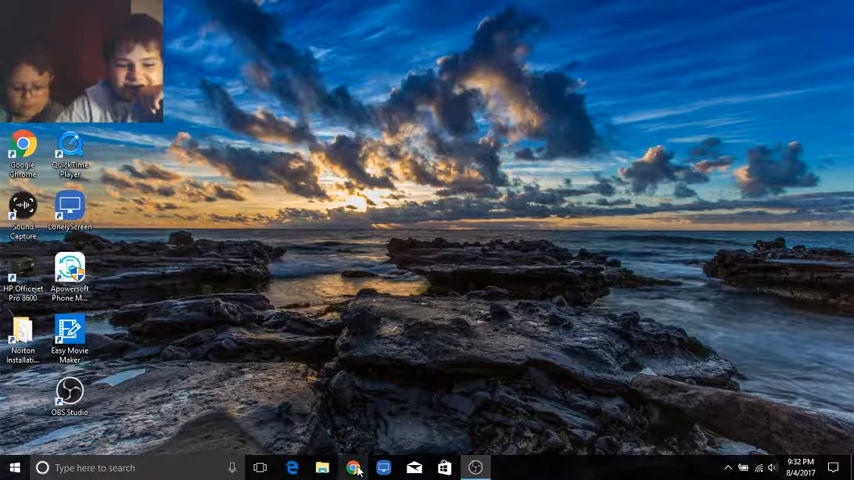 Google
Chrome
QuickTime
Player
Sound
Capture
LonelyScreen
HP Officejet
Pro 8600
Apowersoft
Phone M...
Norton
Installati...
Easy Movie
Maker
OBS Studio
Type here to search
9:32 PM
8/4/2017